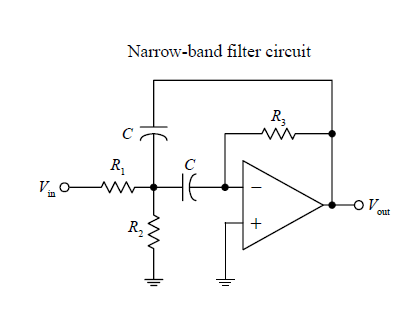 Narrow-band filter circuit
R3
C
R1
C
Vin
−
Vout
+
R2